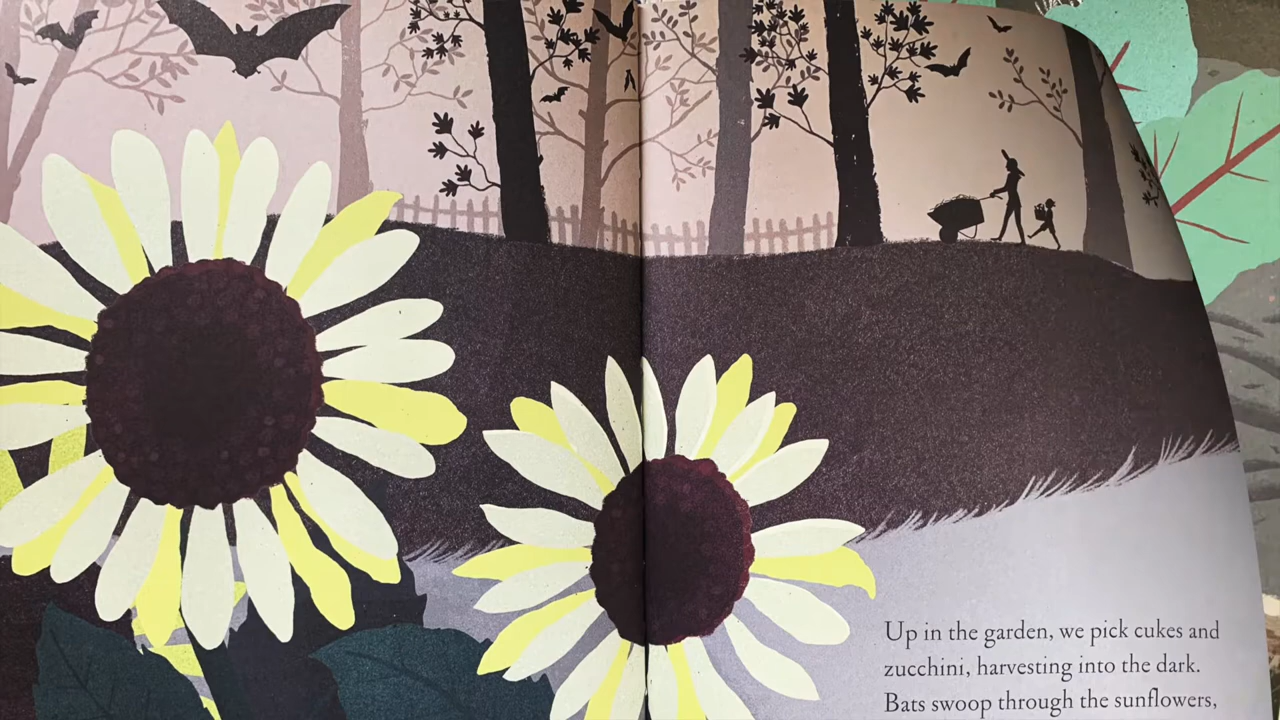 Up in the garden, we pick cukes and
zucchini, harvesting into the dark.
Bats swoop through the sunflowers,